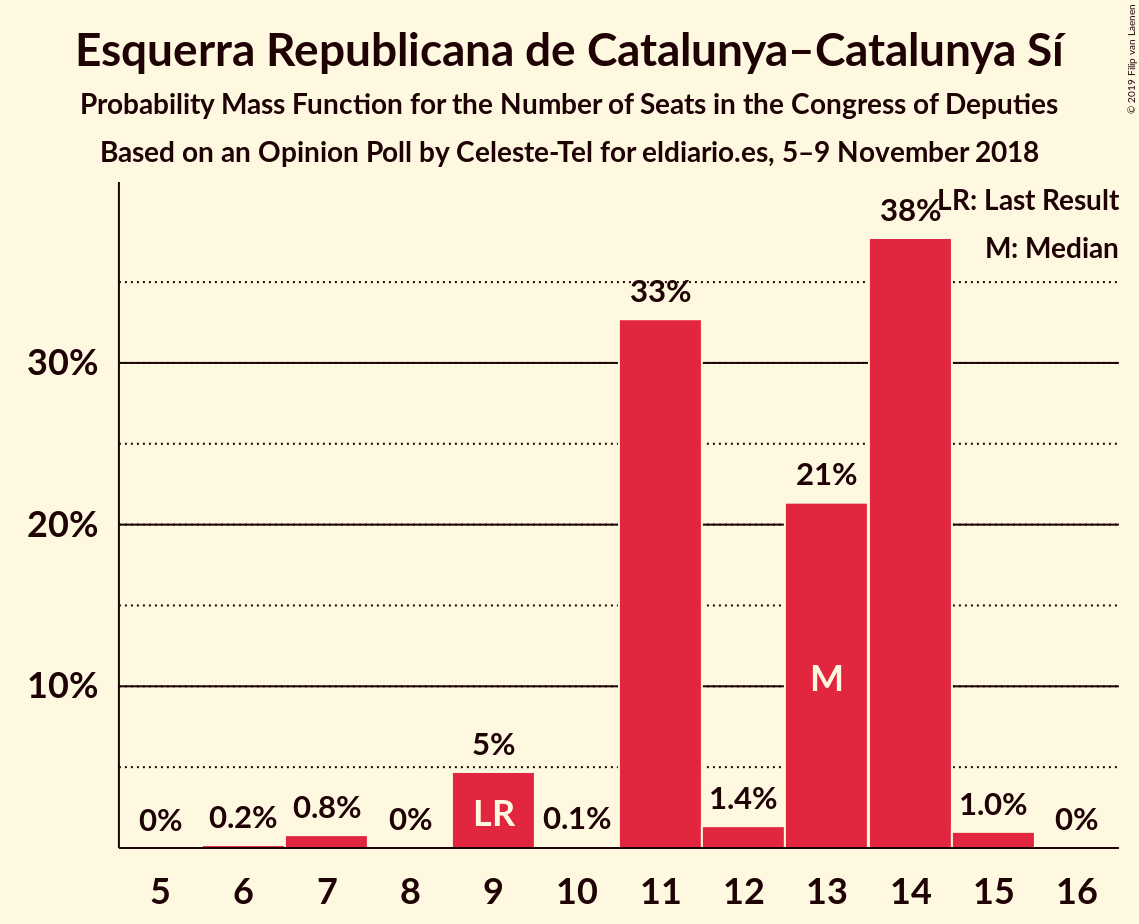 Esquerra Republicana de Catalunya–Catalunya Sí
Probability Mass Function for the Number of Seats in the Congress of Deputies
Based on an Opinion Poll by Celeste-Tel for eldiario.es, 5–9 November 2018
© 2019 Filip van Laenen
LR: Last Result
M: Median
30%
20%
10%
0%
0.2%
0.8%
0%
5%
0.1%
33%
1.4%
21%
38%
1.0%
0%
LR
M
5 6 7 8 9 10 11 12 13 14 15 16